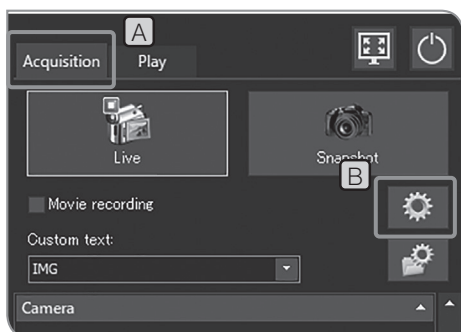 A
Acquisition Play
Live Snapshot
B
Movie recording
Custom text:
IMG
Camera